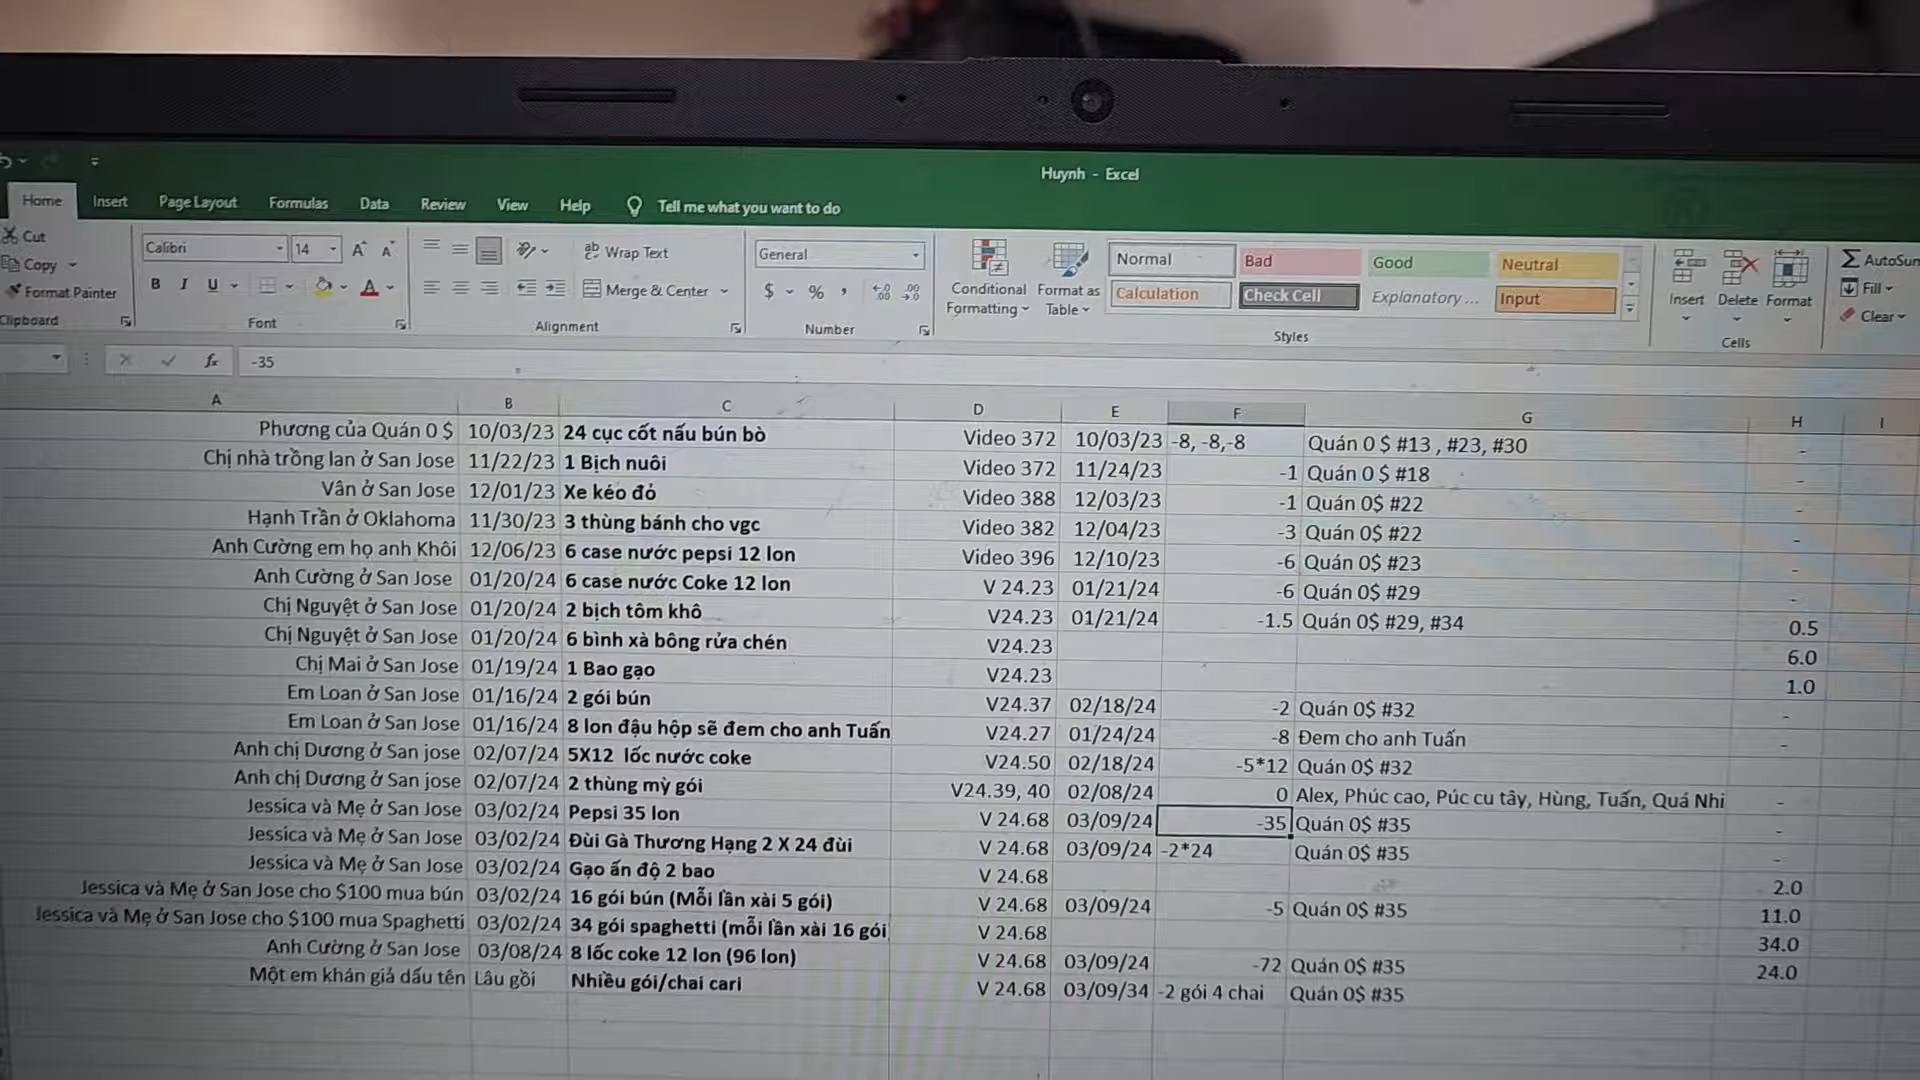 Huynh - Excel
Home Insert Page Layout Formulas Data Review View Help Tell me what you want to do
Cut
Copy
Format Painter
Clipboard
Calibri 14 A A
B I U A
Font
ab Wrap Text
Merge & Center
Alignment
General
$ % ,
Number
Conditional Formatting
Format as Table
Normal Bad Good Neutral
Calculation Check Cell Explanatory ... Input
Styles
Insert Delete Format
Cells
AutoSum
Fill
Clear
fx -35
A B C D E F G H I
Phương của Quán 0 $ 10/03/23 24 cục cốt nấu bún bò Video 372 10/03/23 -8, -8,-8 Quán 0 $ #13 , #23, #30 -
Chị nhà trồng lan ở San Jose 11/22/23 1 Bịch nuôi Video 372 11/24/23 -1 Quán 0 $ #18 -
Vân ở San Jose 12/01/23 Xe kéo đỏ Video 388 12/03/23 -1 Quán 0$ #22 -
Hạnh Trần ở Oklahoma 11/30/23 3 thùng bánh cho vgc Video 382 12/04/23 -3 Quán 0$ #22 -
Anh Cường em họ anh Khôi 12/06/23 6 case nước pepsi 12 lon Video 396 12/10/23 -6 Quán 0$ #23 -
Anh Cường ở San Jose 01/20/24 6 case nước Coke 12 lon V 24.23 01/21/24 -6 Quán 0$ #29 -
Chị Nguyệt ở San Jose 01/20/24 2 bịch tôm khô V24.23 01/21/24 -1.5 Quán 0$ #29, #34 0.5
Chị Nguyệt ở San Jose 01/20/24 6 bình xà bông rửa chén V24.23 6.0
Chị Mai ở San Jose 01/19/24 1 Bao gạo V24.23 1.0
Em Loan ở San Jose 01/16/24 2 gói bún V24.37 02/18/24 -2 Quán 0$ #32 -
Em Loan ở San Jose 01/16/24 8 lon đậu hộp sẽ đem cho anh Tuấn V24.27 01/24/24 -8 Đem cho anh Tuấn -
Anh chị Dương ở San jose 02/07/24 5X12 lốc nước coke V24.50 02/18/24 -5*12 Quán 0$ #32
Anh chị Dương ở San jose 02/07/24 2 thùng mỳ gói V24.39, 40 02/08/24 0 Alex, Phúc cao, Púc cu tây, Hùng, Tuấn, Quá Nhi -
Jessica và Mẹ ở San Jose 03/02/24 Pepsi 35 lon V 24.68 03/09/24 -35 Quán 0$ #35 -
Jessica và Mẹ ở San Jose 03/02/24 Đùi Gà Thương Hạng 2 X 24 đùi V 24.68 03/09/24 -2*24 Quán 0$ #35 -
Jessica và Mẹ ở San Jose 03/02/24 Gạo ấn độ 2 bao V 24.68 2.0
Jessica và Mẹ ở San Jose cho $100 mua bún 03/02/24 16 gói bún (Mỗi lần xài 5 gói) V 24.68 03/09/24 -5 Quán 0$ #35 11.0
Jessica và Mẹ ở San Jose cho $100 mua Spaghetti 03/02/24 34 gói spaghetti (mỗi lần xài 16 gói V 24.68 34.0
Anh Cường ở San Jose 03/08/24 8 lốc coke 12 lon (96 lon) V 24.68 03/09/24 -72 Quán 0$ #35 24.0
Một em khán giả dấu tên Lâu gồi Nhiều gói/chai cari V 24.68 03/09/34 -2 gói 4 chai Quán 0$ #35